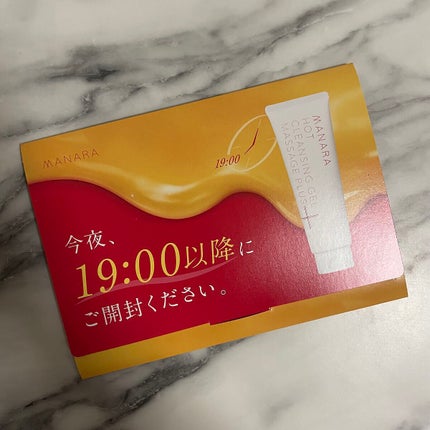 MANARA
19:00
MANARA
HOT
CLEANSING GEL
MASSAGE PLUS
今夜、
19:00以降に
ご開封ください。